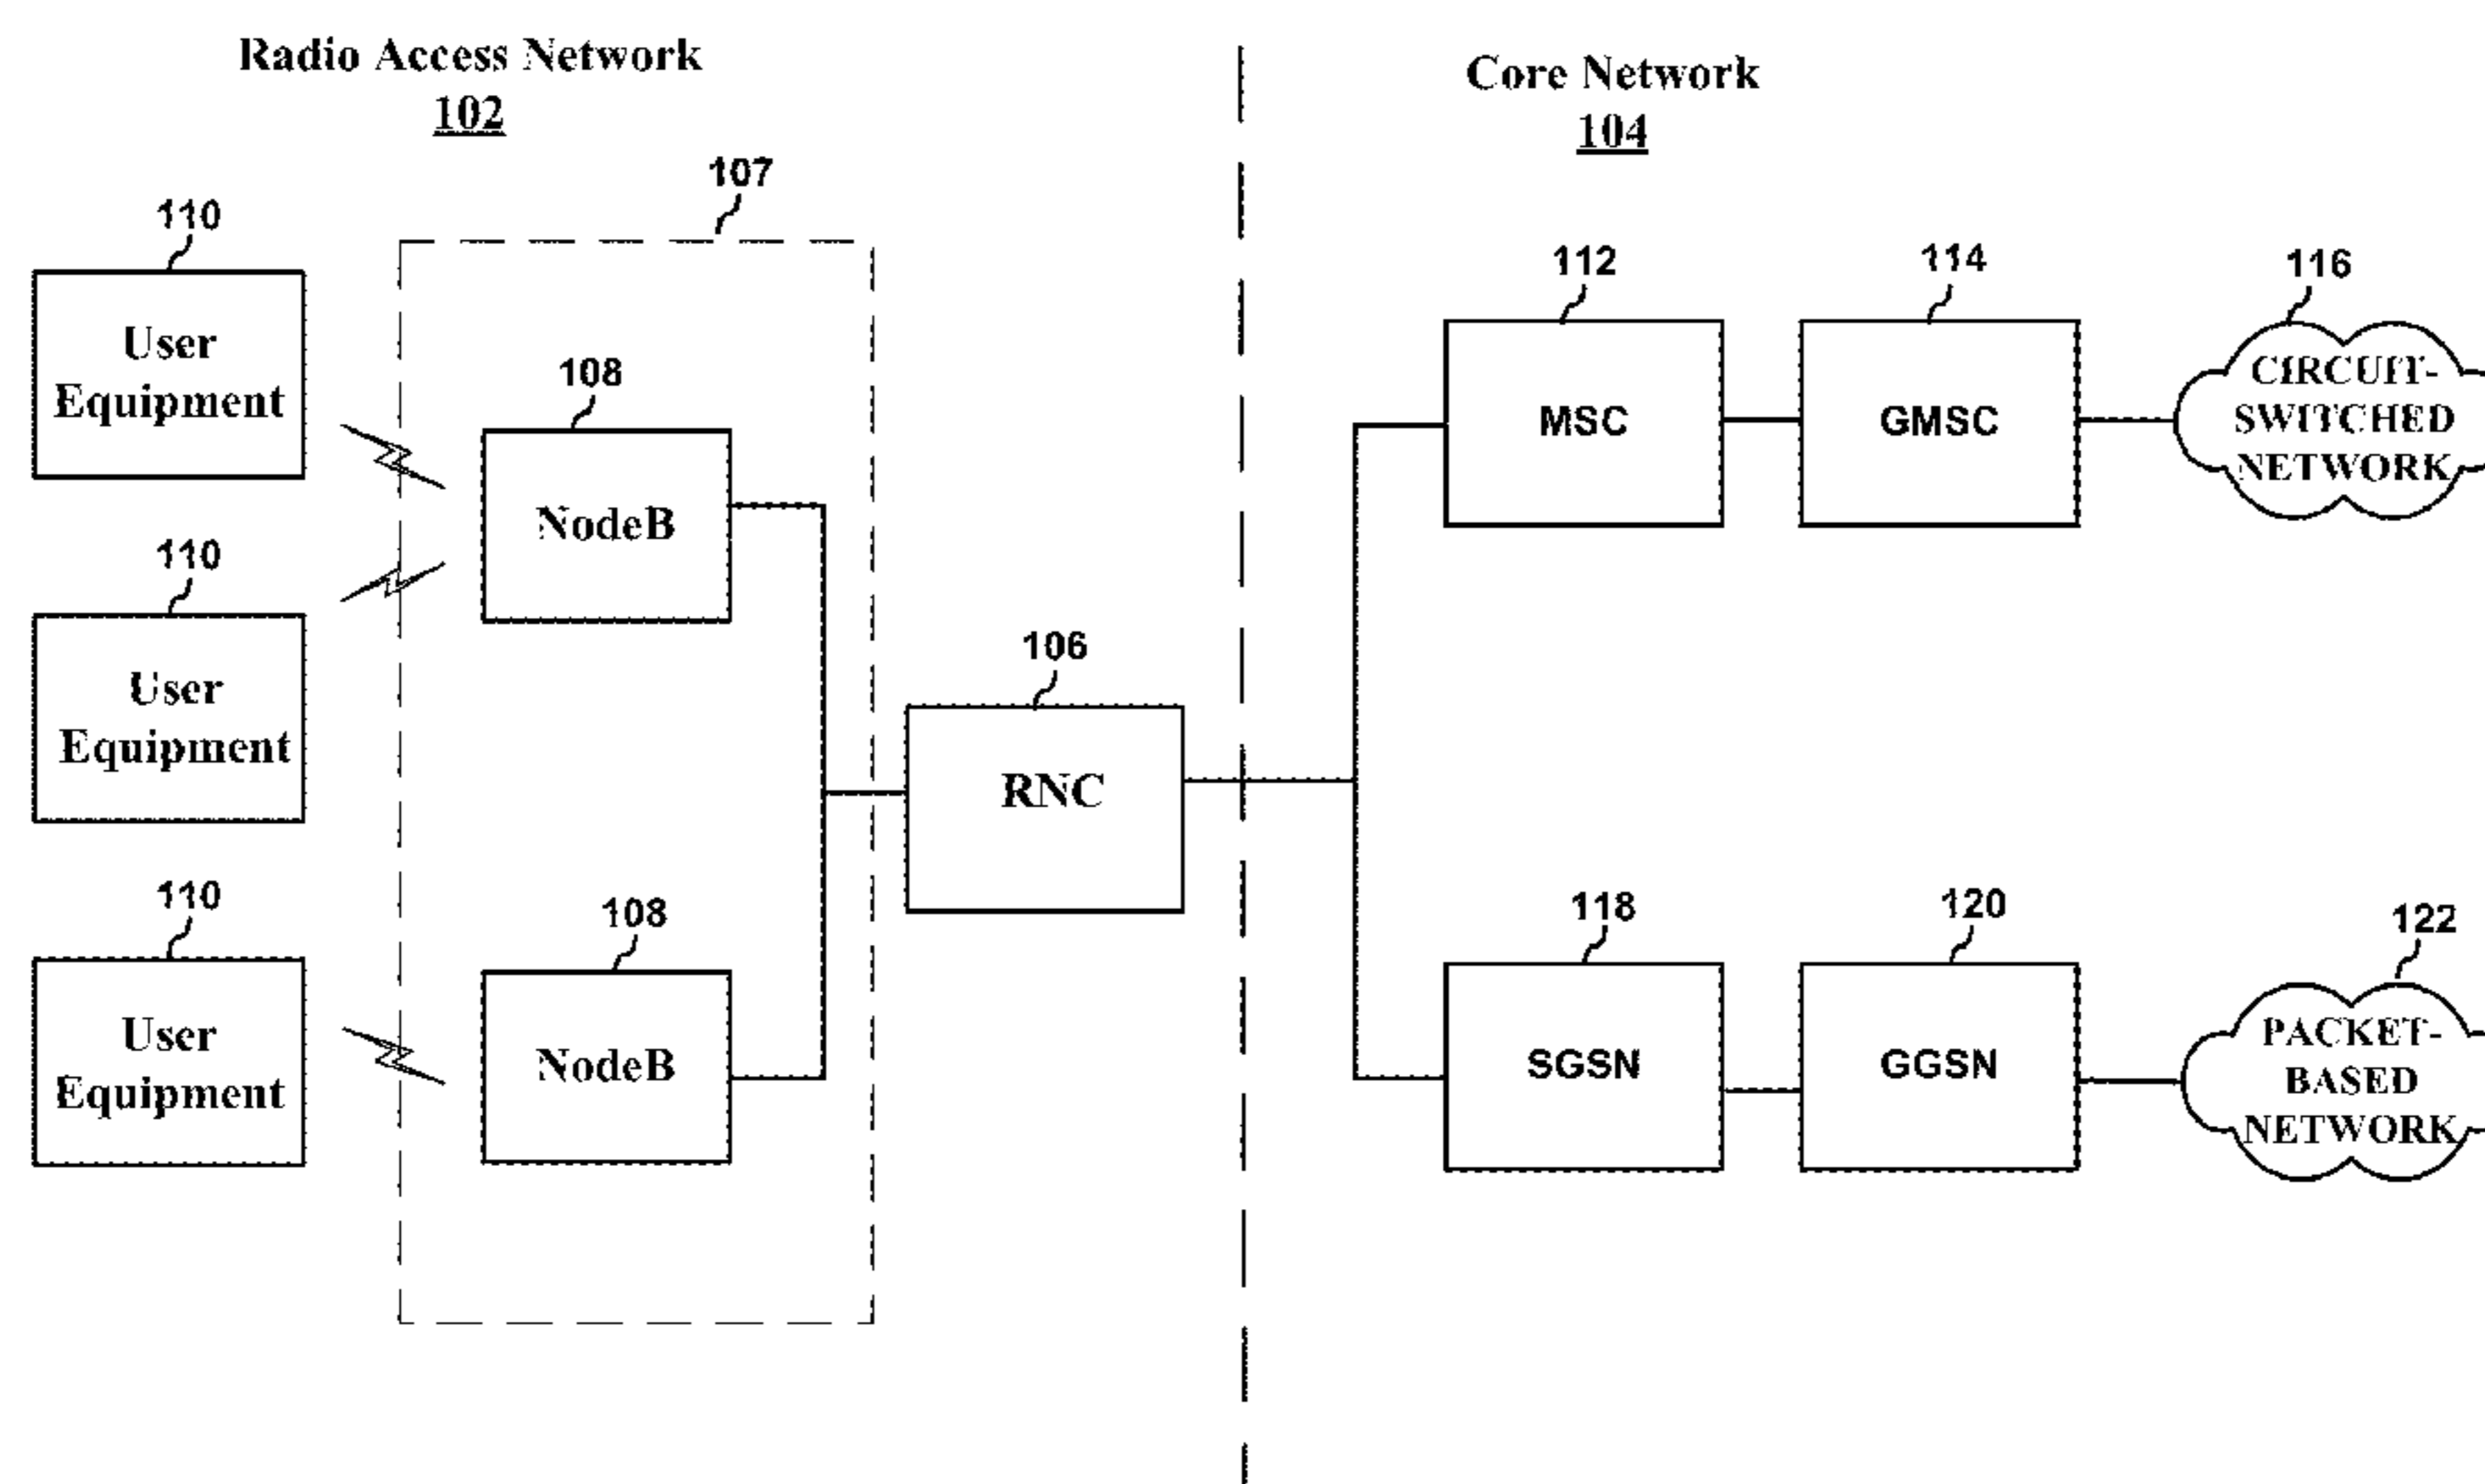 Radio Access Network
102
Core Network
104
107
110
User
Equipment
108
NodeB
110
User
Equipment
110
User
Equipment
108
NodeB
106
RNC
112
MSC
114
GMSC
116
CIRCUIT-
SWITCHED
NETWORK
118
SGSN
120
GGSN
122
PACKET-
BASED
NETWORK